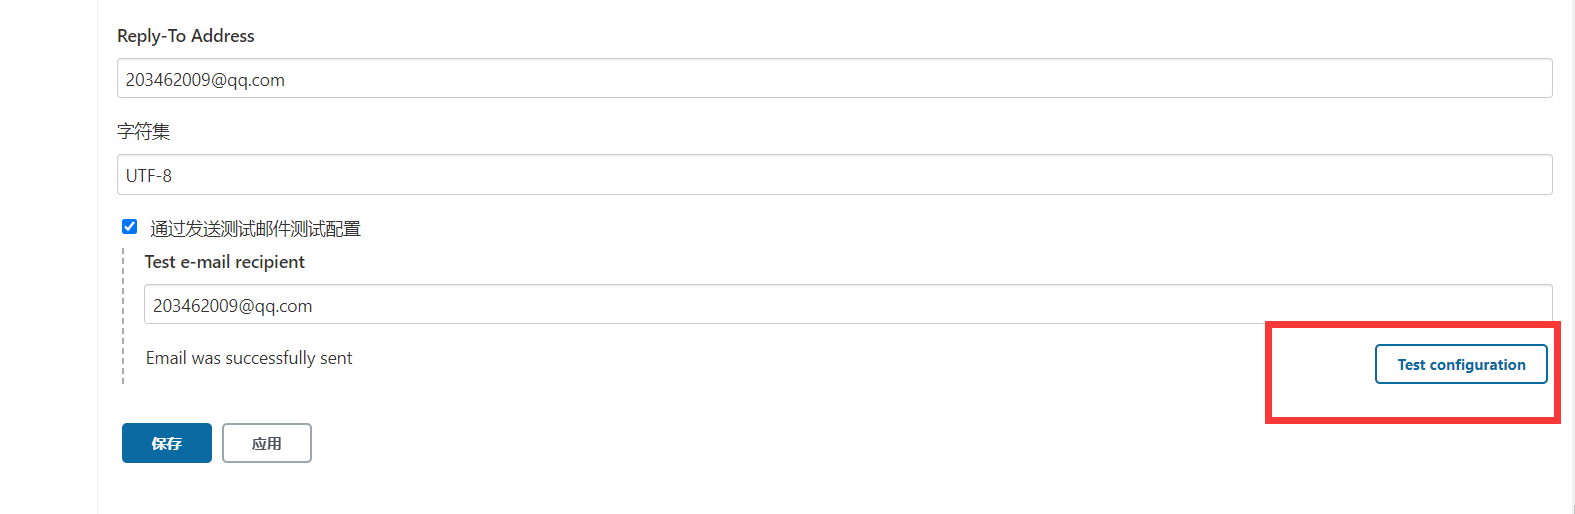 Reply-To Address
203462009@qq.com
字符集
UTF-8
通过发送测试邮件测试配置
Test e-mail recipient
203462009@qq.com
Email was successfully sent
Test configuration
保存
应用